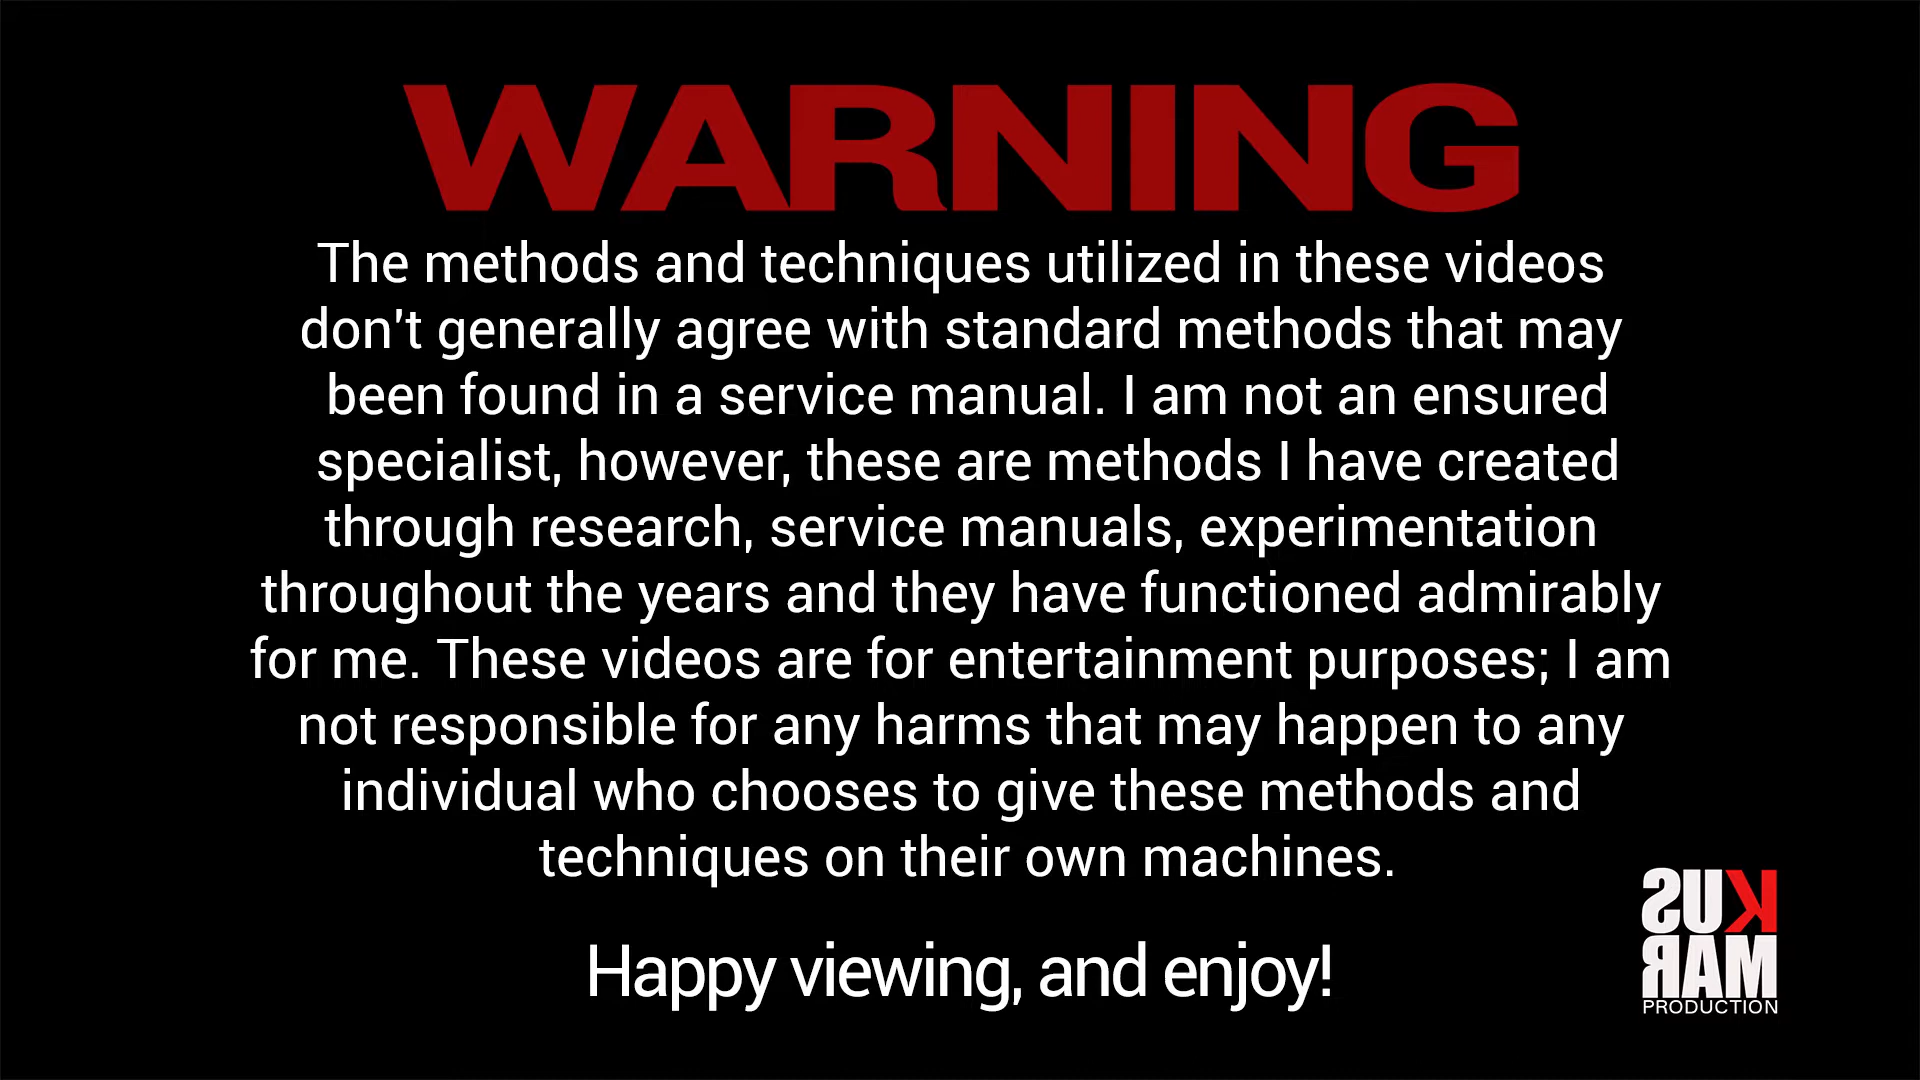 WARNING
The methods and techniques utilized in these videos
don't generally agree with standard methods that may
been found in a service manual. I am not an ensured
specialist, however, these are methods I have created
through research, service manuals, experimentation
throughout the years and they have functioned admirably
for me. These videos are for entertainment purposes; I am
not responsible for any harms that may happen to any
individual who chooses to give these methods and
techniques on their own machines.
Happy viewing, and enjoy!
KUS
MAR
PRODUCTION